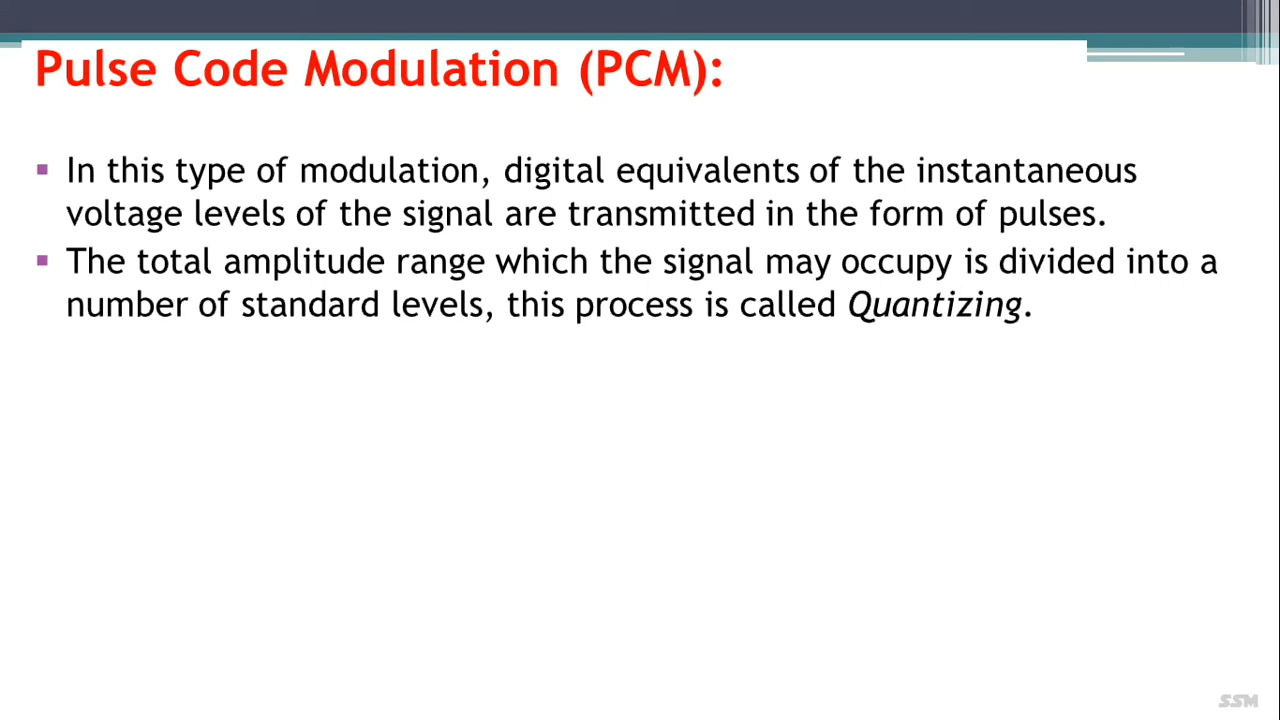 Pulse Code Modulation (PCM):
▪ In this type of modulation, digital equivalents of the instantaneous
voltage levels of the signal are transmitted in the form of pulses.
▪ The total amplitude range which the signal may occupy is divided into a
number of standard levels, this process is called Quantizing.
SSM